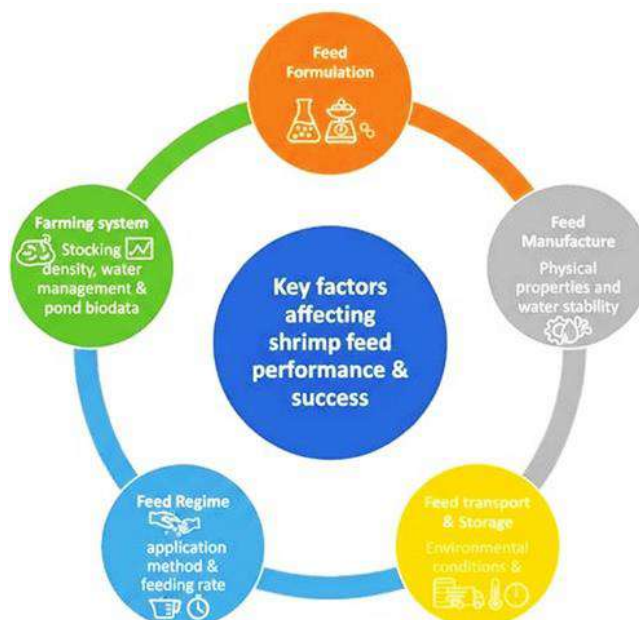 Feed
Formulation
Farming system
Stocking
density, water
management &
pond biodata
Feed
Manufacture
Physical
properties and
water stability
Key factors
affecting
shrimp feed
performance &
success
Feed Regime
application
method &
feeding rate
Feed transport
& Storage
Environmental
conditions &